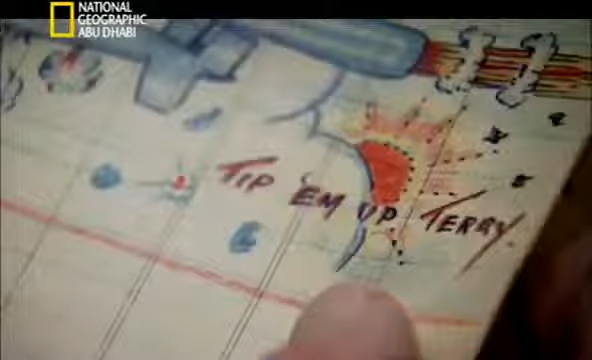 NATIONAL
GEOGRAPHIC
ABU DHABI
TIP 'EM UP TERRY.